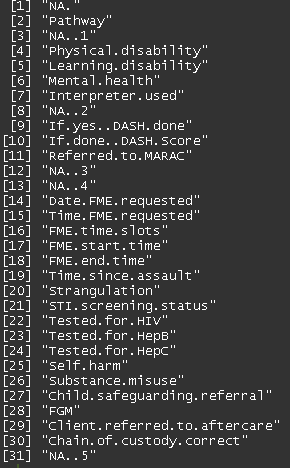 [1] "NA."
[2] "Pathway"
[3] "NA..1"
[4] "Physical.disability"
[5] "Learning.disability"
[6] "Mental.health"
[7] "Interpreter.used"
[8] "NA..2"
[9] "If.yes..DASH.done"
[10] "If.done..DASH.score"
[11] "Referred.to.MARAC"
[12] "NA..3"
[13] "NA..4"
[14] "Date.FME.requested"
[15] "Time.FME.requested"
[16] "FME.time.slots"
[17] "FME.start.time"
[18] "FME.end.time"
[19] "Time.since.assault"
[20] "Strangulation"
[21] "STI.screening.status"
[22] "Tested.for.HIV"
[23] "Tested.for.HepB"
[24] "Tested.for.HepC"
[25] "Self.harm"
[26] "Substance.misuse"
[27] "Child.safeguarding.referral"
[28] "FGM"
[29] "Client.referred.to.aftercare"
[30] "Chain.of.custody.correct"
[31] "NA..5"